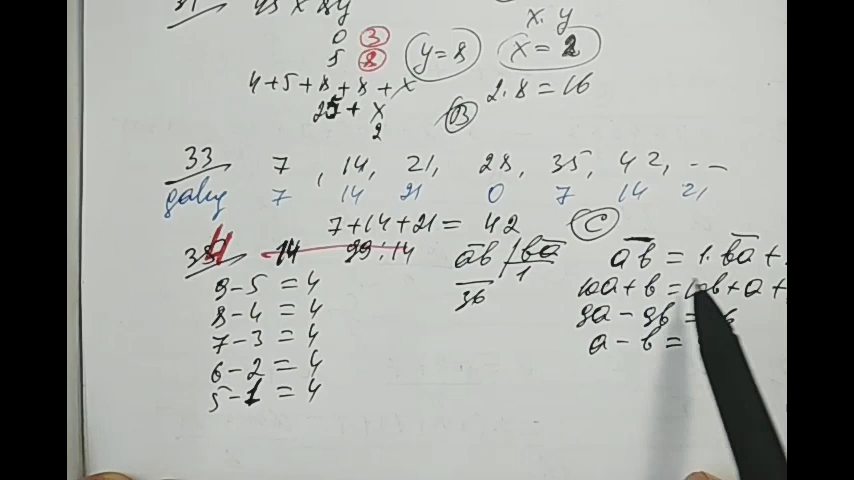 x. y
0 3
5 8
y=8 x=2
4+5+8+8+x 2.8=16
25+x
2 B
33 7, 14, 21, 28, 35, 42, ...
galyg 7 14 21 0 7 14 21
7+14+21= 42 C
34 14 99:14 ab ba ab = 1. ba +
9-5 = 4 36 1 10a+b = 10b+a+
8-4 = 4 9a-9b =
7-3 = 4 a-b =
6-2 = 4
5-1 = 4